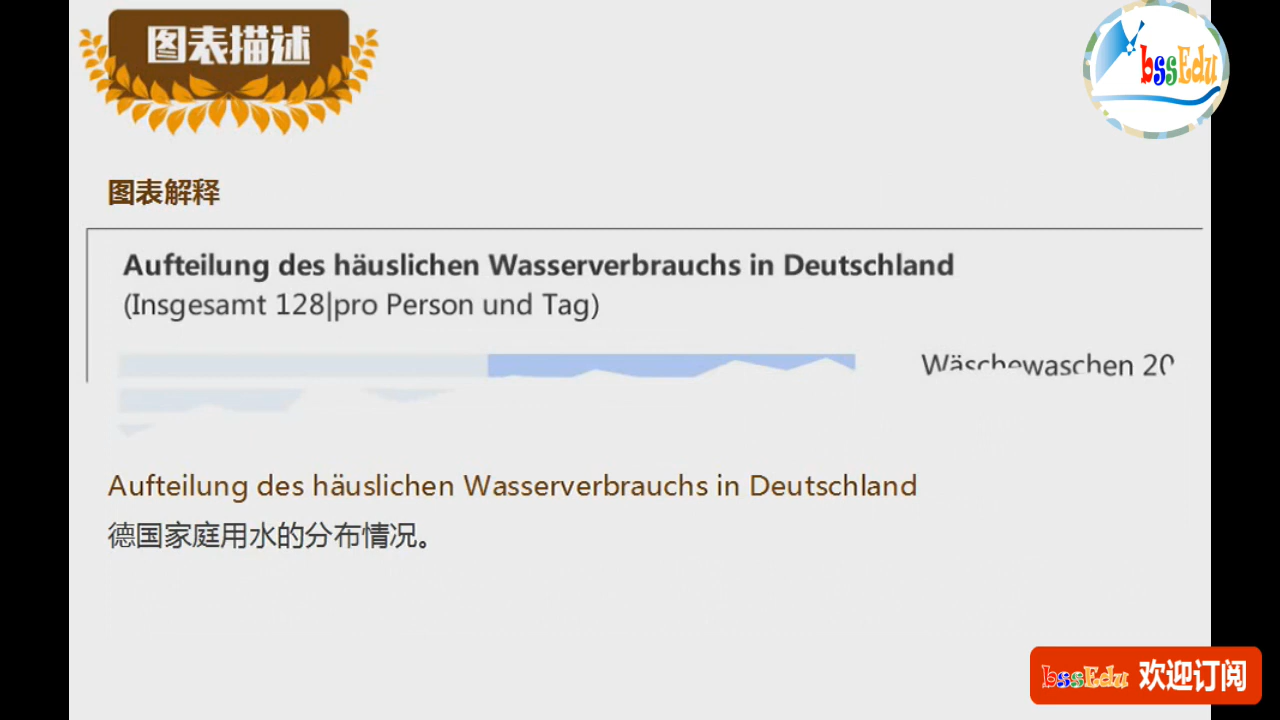 图表描述
bssEdu
图表解释
Aufteilung des häuslichen Wasserverbrauchs in Deutschland
(Insgesamt 128|pro Person und Tag)
Wäschewaschen
Aufteilung des häuslichen Wasserverbrauchs in Deutschland
德国家庭用水的分布情况。
bssEdu 欢迎订阅